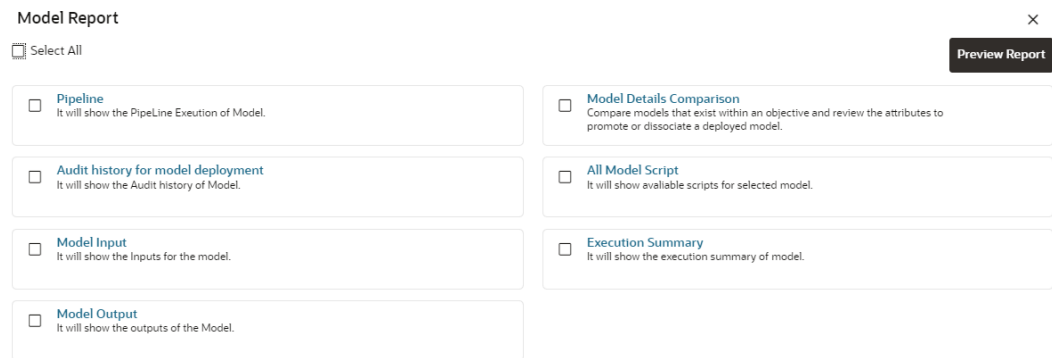 Model Report
Select All
Preview Report
Pipeline
It will show the PipeLine Exeution of Model.
Model Details Comparison
Compare models that exist within an objective and review the attributes to
promote or dissociate a deployed model.
Audit history for model deployment
It will show the Audit history of Model.
All Model Script
It will show avaliable scripts for selected model.
Model Input
It will show the Inputs for the model.
Execution Summary
It will show the execution summary of model.
Model Output
It will show the outputs of the Model.